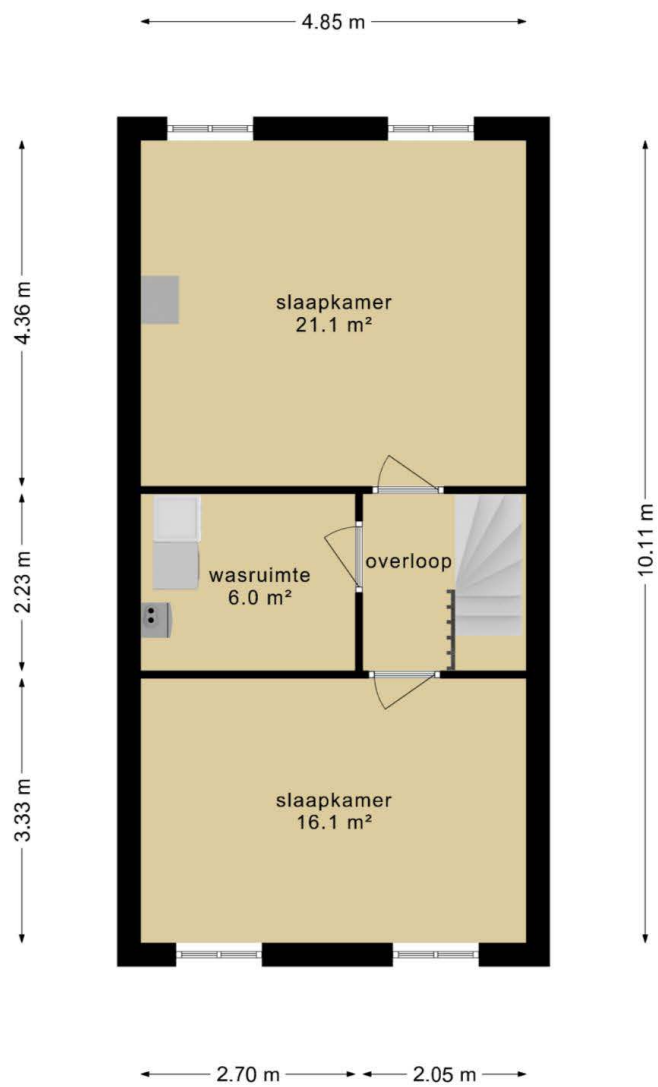 4.85 m
4.36 m
slaapkamer
21.1 m²
10.11 m
2.23 m
overloop
wasruimte
6.0 m²
3.33 m
slaapkamer
16.1 m²
2.70 m
2.05 m